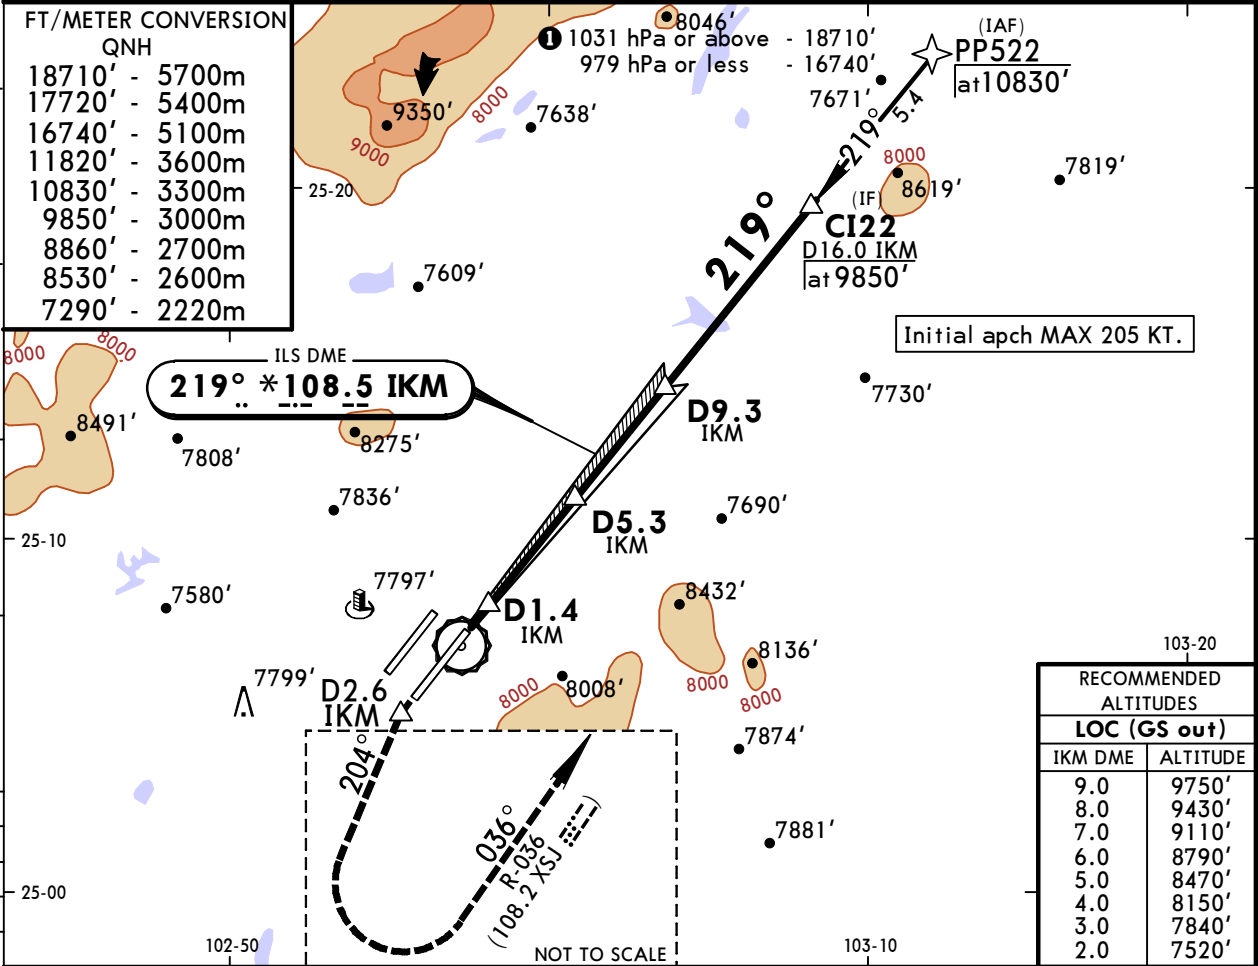 FT/METER CONVERSION
QNH
18710' - 5700m
17720' - 5400m
16740' - 5100m
11820' - 3600m
10830' - 3300m
9850' - 3000m
8860' - 2700m
8530' - 2600m
7290' - 2220m
8046'
1 1031 hPa or above - 18710'
979 hPa or less - 16740'
(IAF)
PP522
at 10830'
9350'
8000
9000
7638'
7671'
5.4
219°
8000
8619'
7819'
25-20
(IF)
CI22
D16.0 IKM
at 9850'
219°
7609'
Initial apch MAX 205 KT.
8000
8000
ILS DME
219° *108.5 IKM
7730'
D9.3
IKM
8491'
7808'
8275'
7836'
7690'
D5.3
IKM
25-10
7797'
7580'
8432'
D1.4
IKM
8136'
103-20
7799'
D2.6
IKM
8000
8008'
8000
8000
7874'
204°
036°
R-036
(108.2 XSJ)
7881'
25-00
102-50
NOT TO SCALE
103-10
RECOMMENDED
ALTITUDES
LOC (GS out)
IKM DME ALTITUDE
9.0 9750'
8.0 9430'
7.0 9110'
6.0 8790'
5.0 8470'
4.0 8150'
3.0 7840'
2.0 7520'